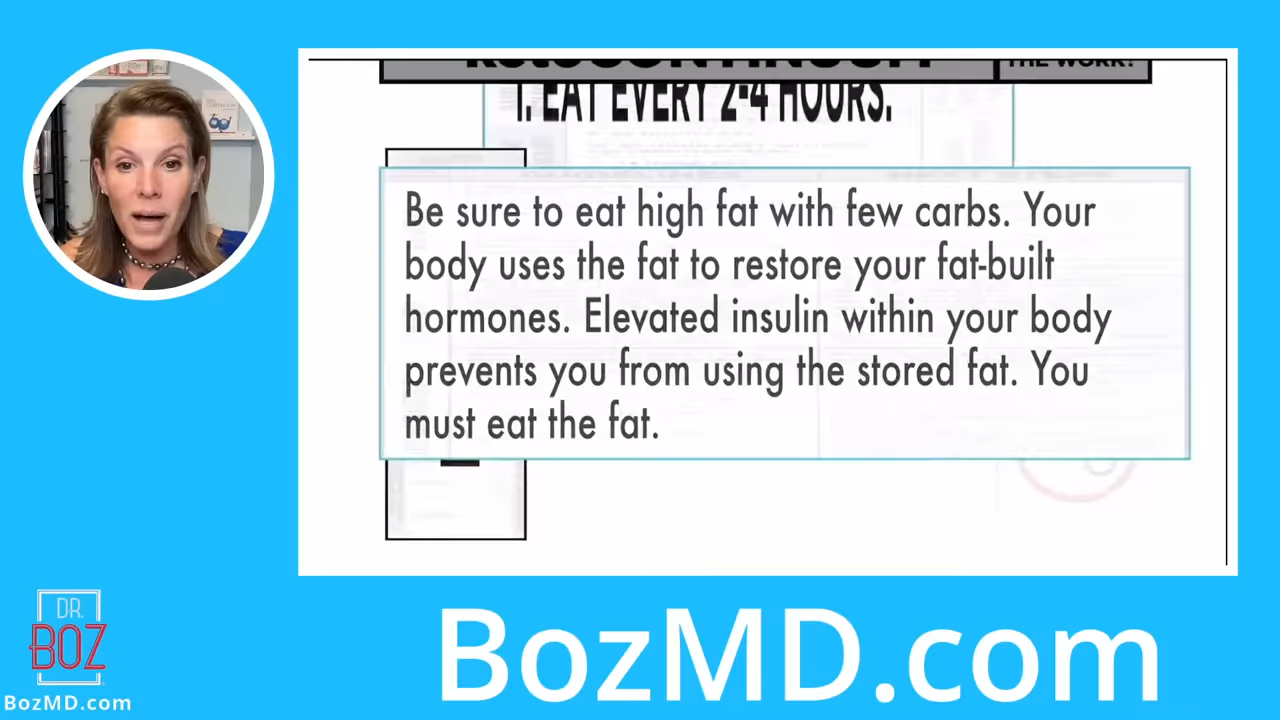 THE WORK!
1. EAT EVERY 2-4 HOURS.
Be sure to eat high fat with few carbs. Your
body uses the fat to restore your fat-built
hormones. Elevated insulin within your body
prevents you from using the stored fat. You
must eat the fat.
DR.
BOZ
BozMD.com
BozMD.com